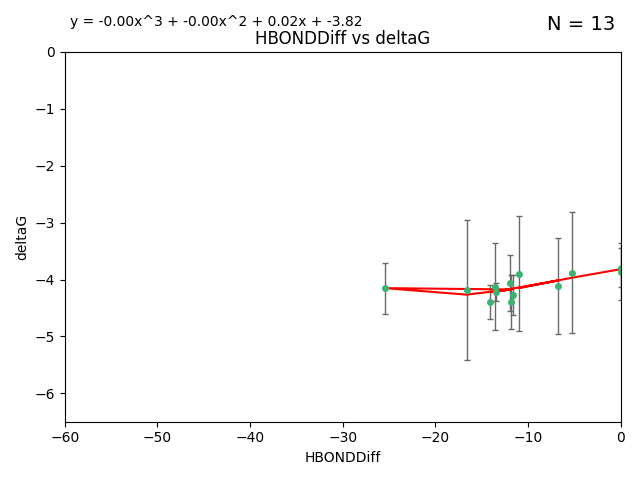 y = -0.00x^3 + -0.00x^2 + 0.02x + -3.82
N = 13
HBONDDiff vs deltaG
0
−1
−2
−3
−4
−5
−6
deltaG
−60 −50 −40 −30 −20 −10 0
HBONDDiff